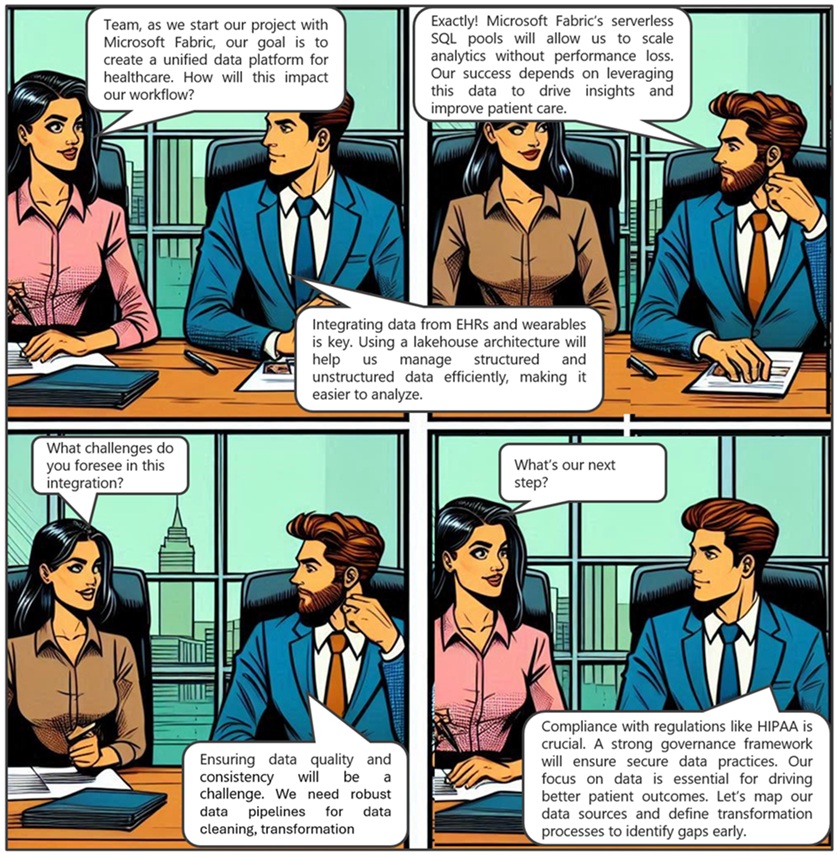 Team, as we start our project with
Microsoft Fabric, our goal is to
create a unified data platform for
healthcare. How will this impact
our workflow?
Integrating data from EHRs and wearables
is key. Using a lakehouse architecture will
help us manage structured and
unstructured data efficiently, making it
easier to analyze.
Exactly! Microsoft Fabric's serverless
SQL pools will allow us to scale
analytics without performance loss.
Our success depends on leveraging
this data to drive insights and
improve patient care.
What challenges do
you foresee in this
integration?
Ensuring data quality and
consistency will be a
challenge. We need robust
data pipelines for data
cleaning, transformation
What's our next
step?
Compliance with regulations like HIPAA is
crucial. A strong governance framework
will ensure secure data practices. Our
focus on data is essential for driving
better patient outcomes. Let's map our
data sources and define transformation
processes to identify gaps early.